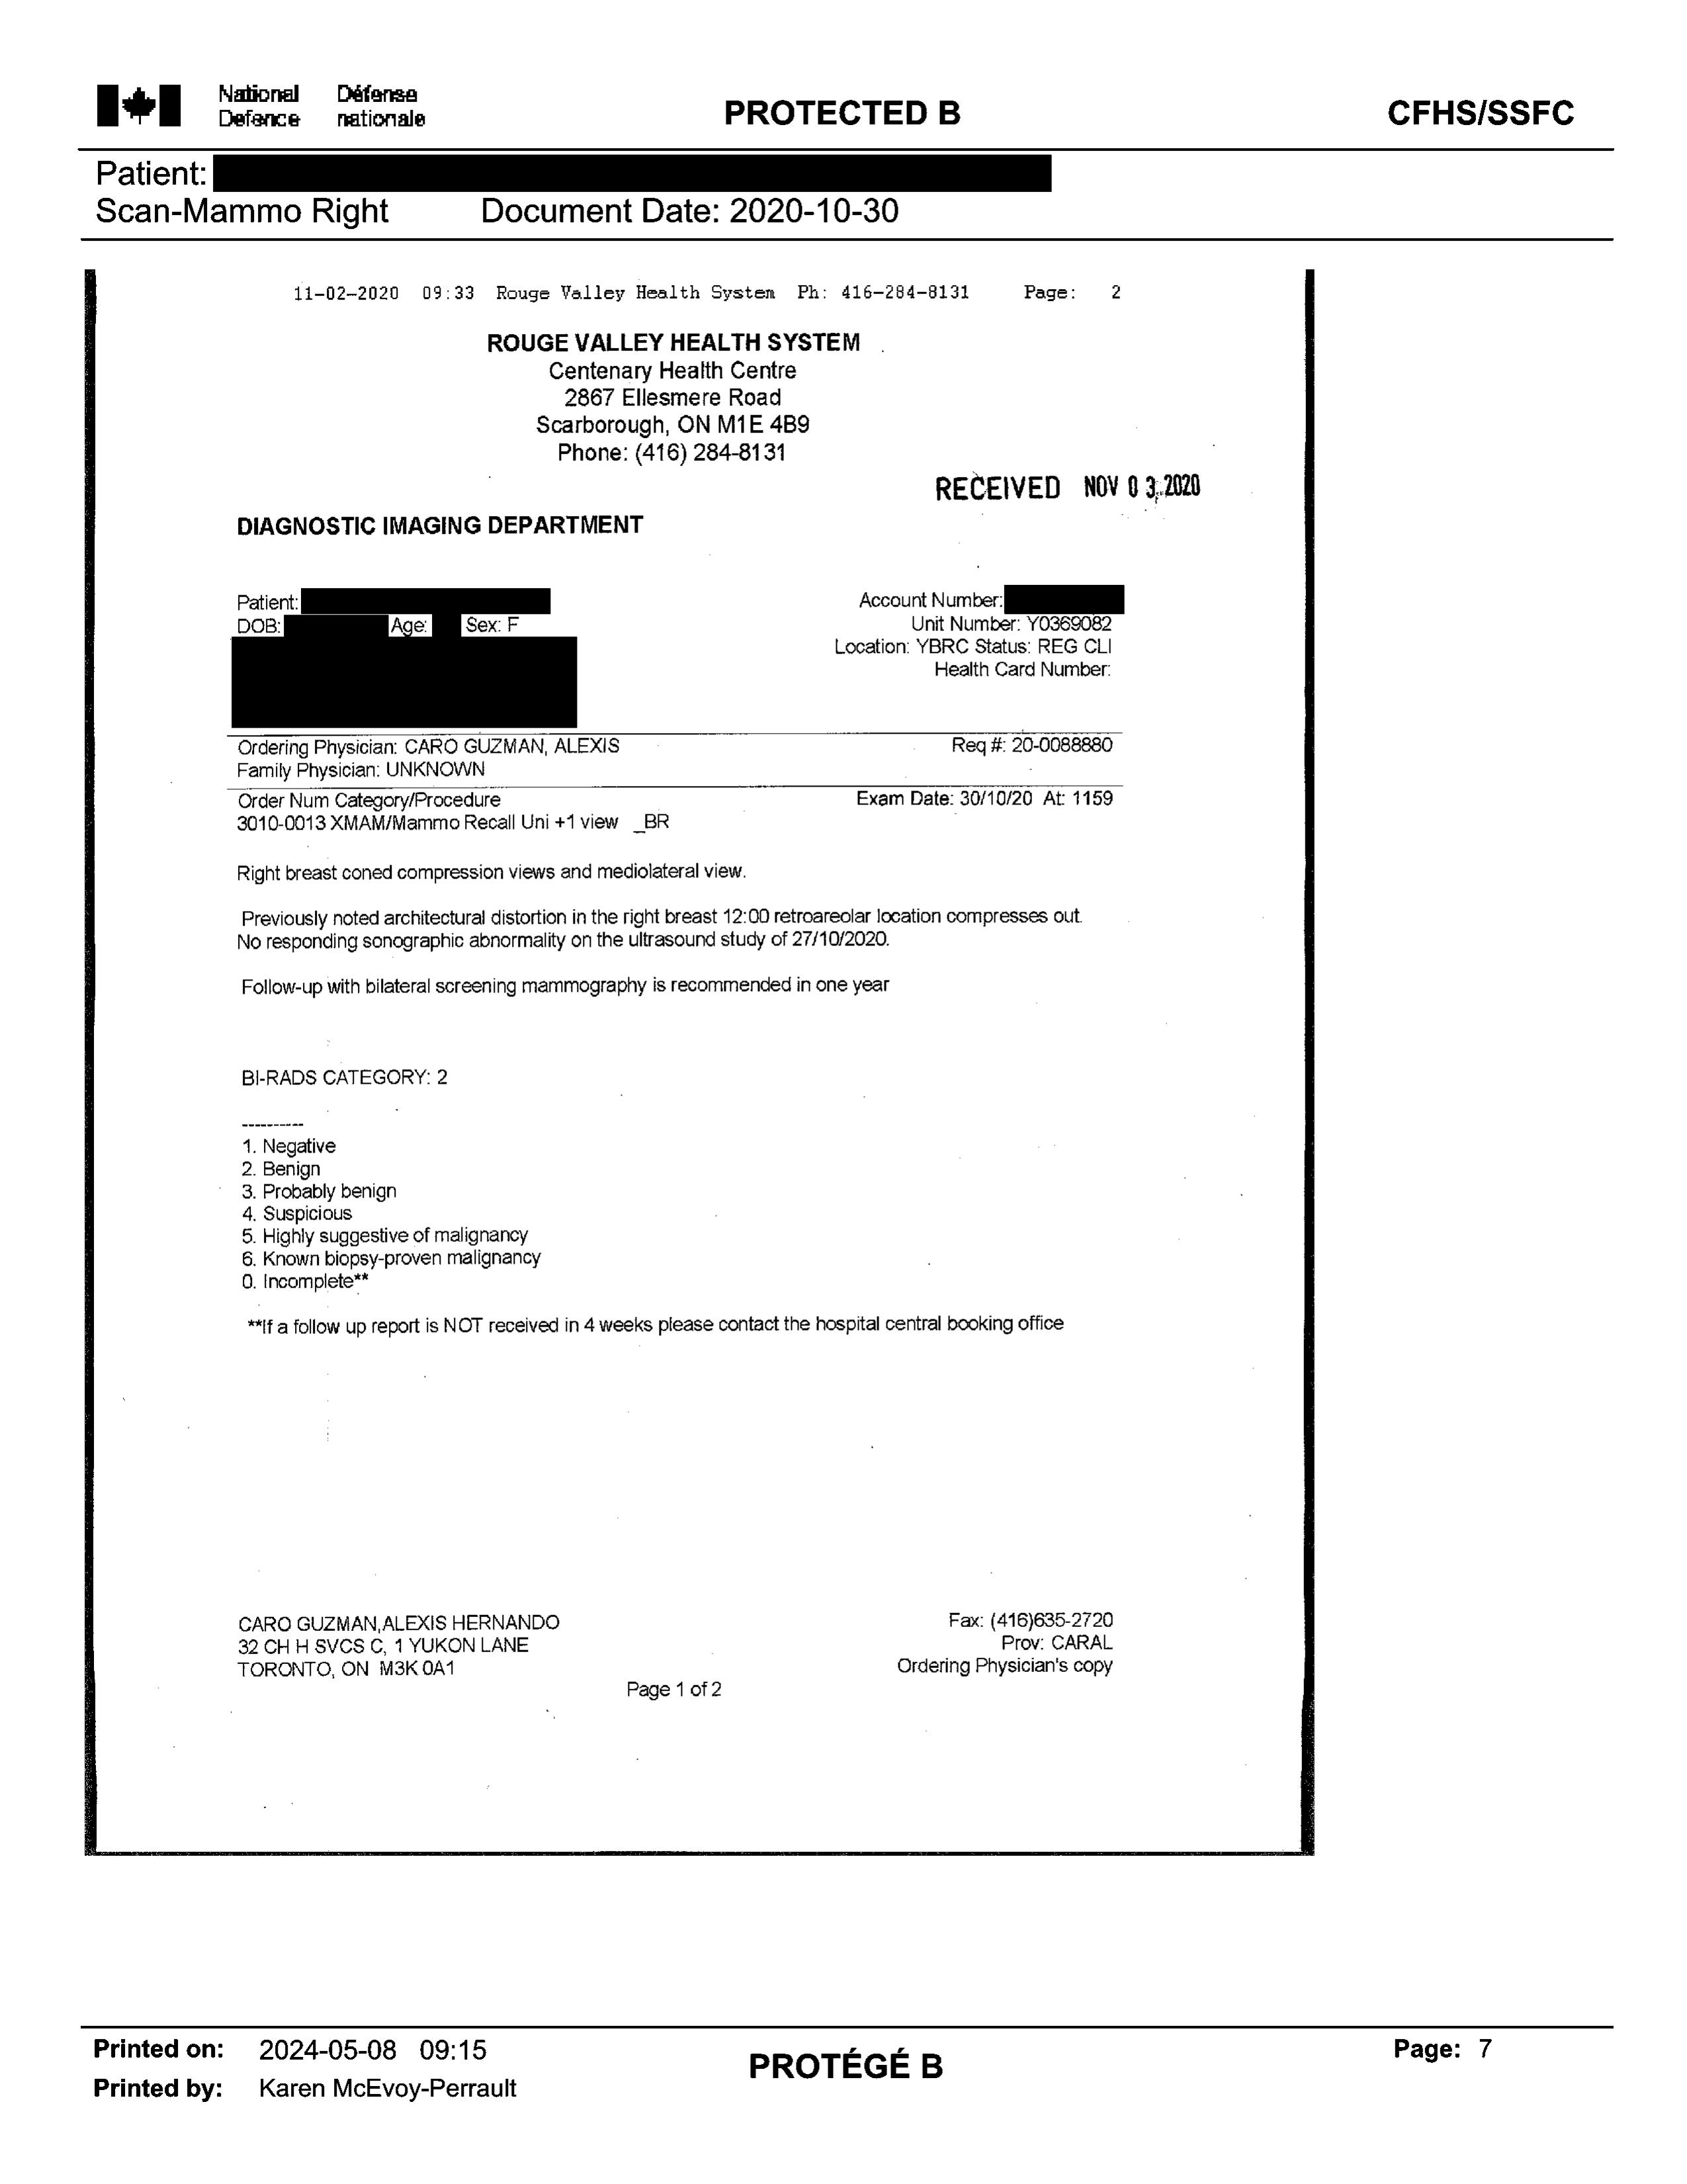 National Défense
Defence nationale
PROTECTED B
CFHS/SSFC
Patient:
Scan-Mammo Right Document Date: 2020-10-30
11-02-2020 09:33 Rouge Valley Health System Ph: 416-284-8131 Page: 2
ROUGE VALLEY HEALTH SYSTEM
Centenary Health Centre
2867 Ellesmere Road
Scarborough, ON M1E 4B9
Phone: (416) 284-8131
RECEIVED NOV 03 2020
DIAGNOSTIC IMAGING DEPARTMENT
Patient: Account Number:
DOB: Age: Sex: F Unit Number: Y0369082
Location: YBRC Status: REG CLI
Health Card Number:
Ordering Physician: CARO GUZMAN, ALEXIS Req #: 20-0088880
Family Physician: UNKNOWN
Order Num Category/Procedure Exam Date: 30/10/20 At: 1159
3010-0013 XMAM/Mammo Recall Uni +1 view _BR
Right breast coned compression views and mediolateral view.
Previously noted architectural distortion in the right breast 12:00 retroareolar location compresses out.
No responding sonographic abnormality on the ultrasound study of 27/10/2020.
Follow-up with bilateral screening mammography is recommended in one year
BI-RADS CATEGORY: 2
----------
1. Negative
2. Benign
3. Probably benign
4. Suspicious
5. Highly suggestive of malignancy
6. Known biopsy-proven malignancy
0. Incomplete**
**If a follow up report is NOT received in 4 weeks please contact the hospital central booking office
CARO GUZMAN,ALEXIS HERNANDO Fax: (416)635-2720
32 CH H SVCS C, 1 YUKON LANE Prov: CARAL
TORONTO, ON M3K 0A1 Ordering Physician's copy
Page 1 of 2
Printed on: 2024-05-08 09:15
Printed by: Karen McEvoy-Perrault
PROTÉGÉ B
Page: 7